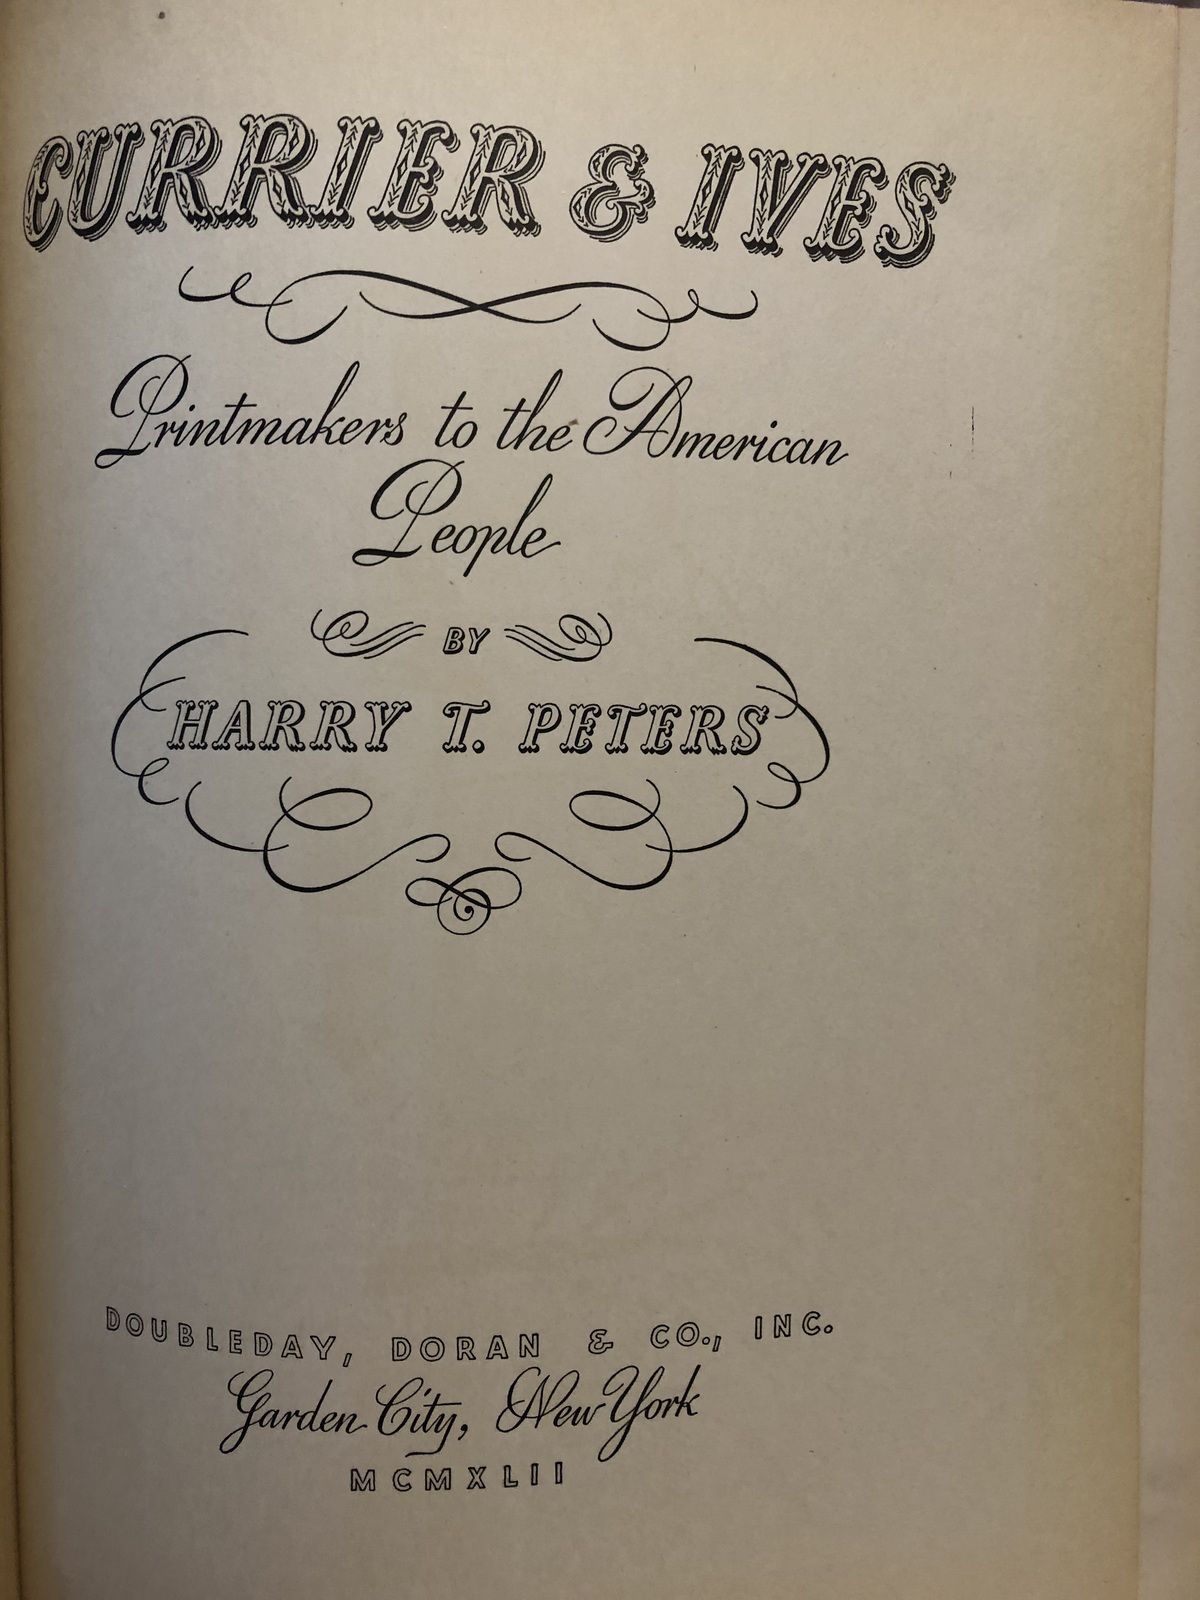 CURRIER & IVES
Printmakers to the American
People
BY
HARRY T. PETERS
DOUBLEDAY, DORAN & CO., INC.
Garden City, New York
MCMXLII